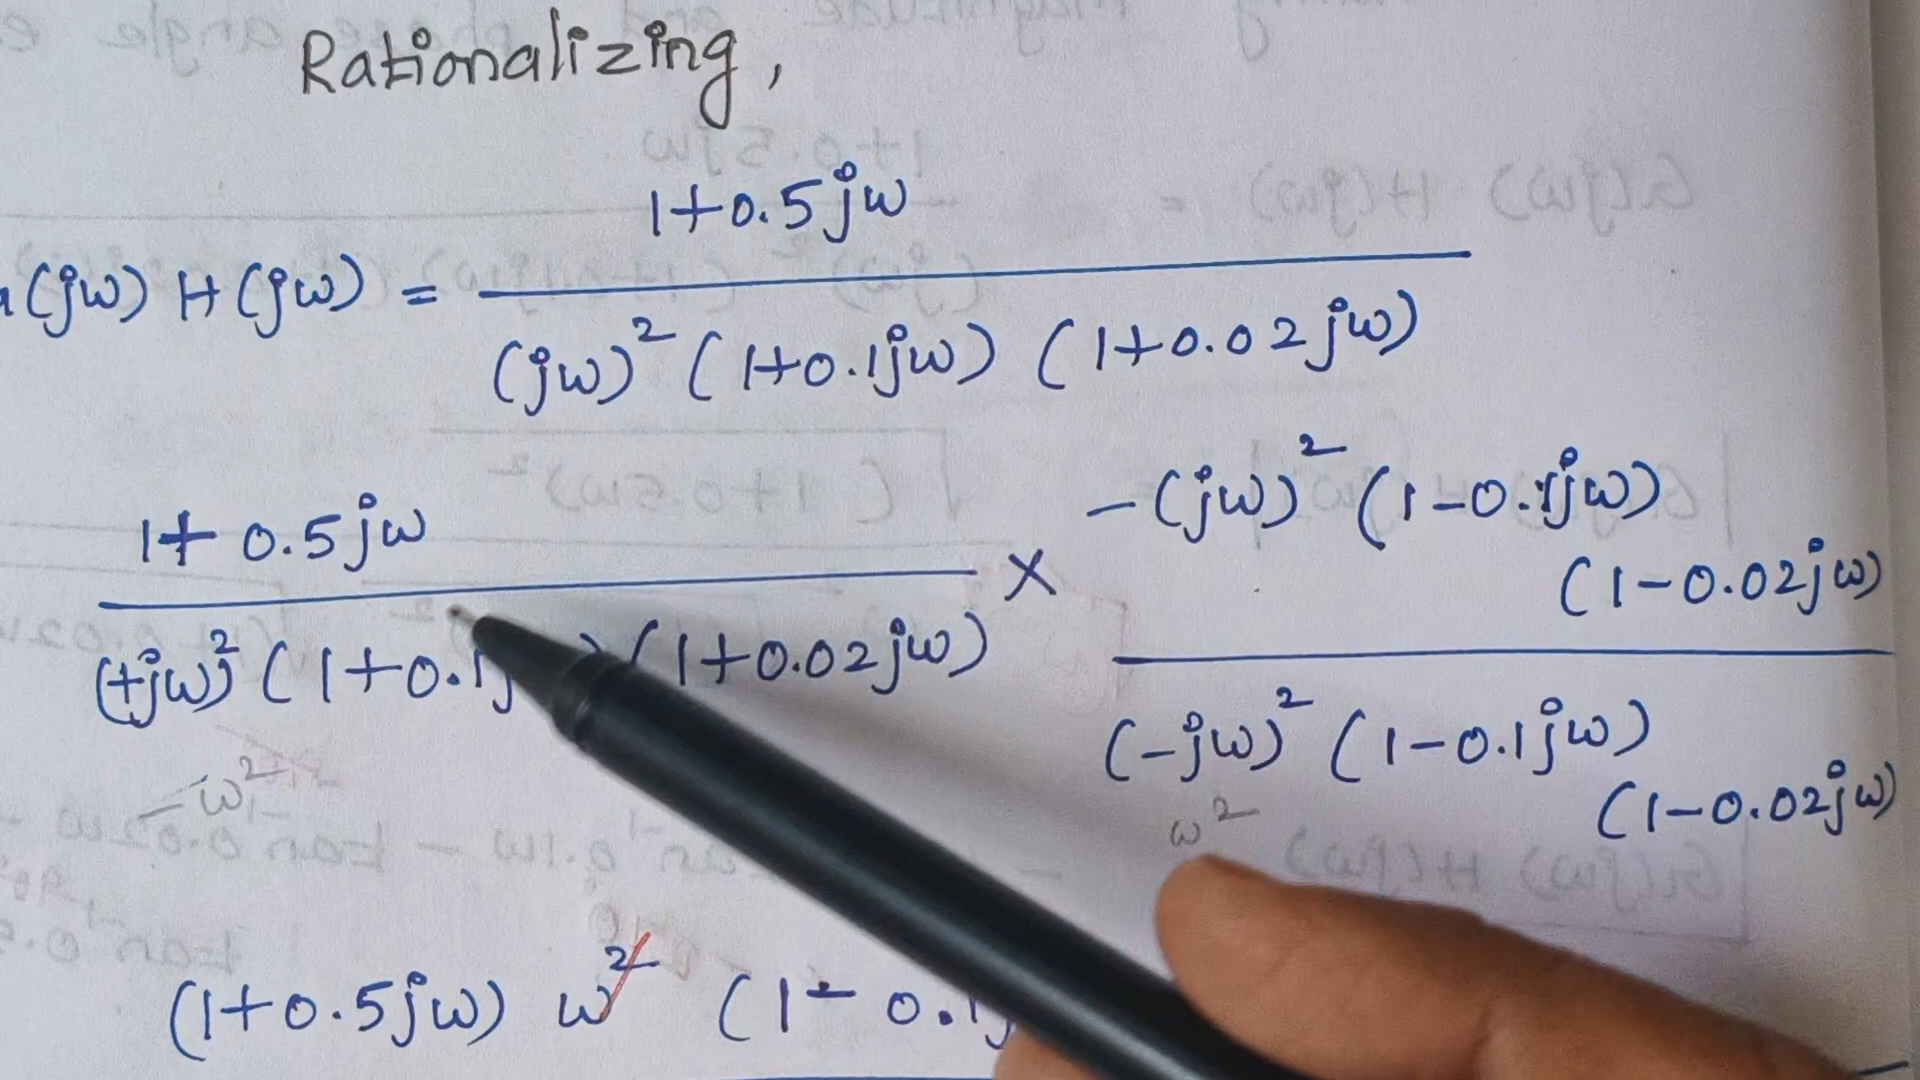 Rationalizing,
(jω) H(jω) = 1+0.5jω
(jω)² (1+0.1jω) (1+0.02jω)
1+ 0.5jω × -(jω)² (1-0.1jω)
(1-0.02jω)
(+jω)² (1+0.1j ) (1+0.02jω)
(-jω)² (1-0.1jω)
(1-0.02jω)
-ω²
ω²
(1+0.5jω) ω² (1- 0.1j